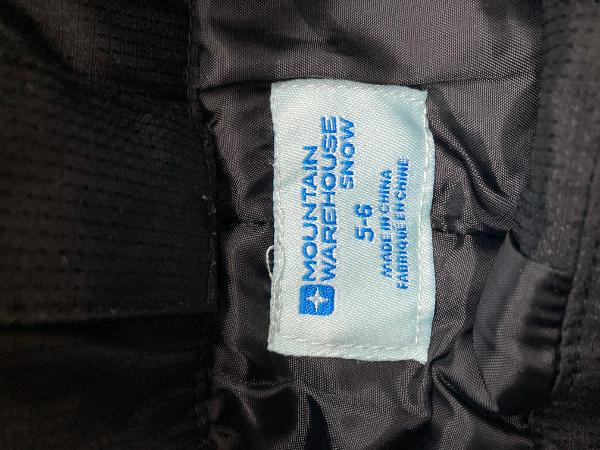 MOUNTAIN
WAREHOUSE
SNOW
5-6
MADE IN CHINA
FABRIQUE EN CHINE